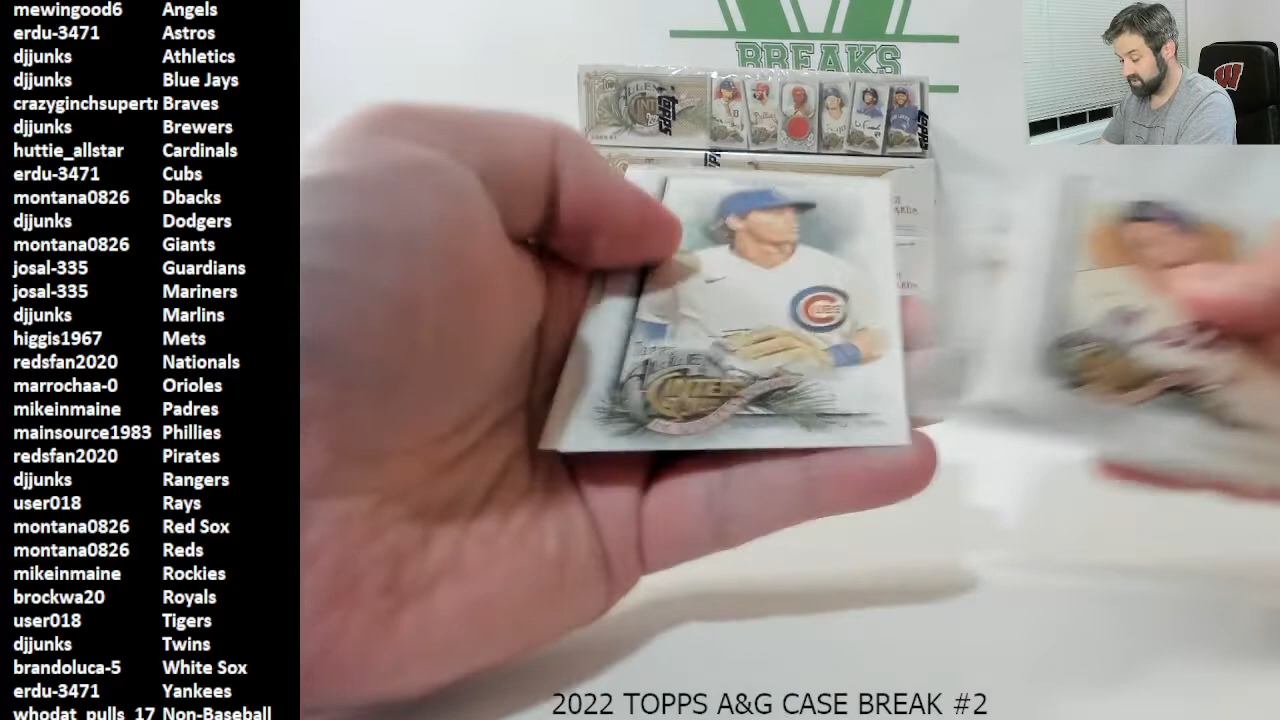 mewingood6 Angels
erdu-3471 Astros
djjunks Athletics
djjunks Blue Jays
crazyginchsupert Braves
djjunks Brewers
huttie_allstar Cardinals
erdu-3471 Cubs
montana0826 Dbacks
djjunks Dodgers
montana0826 Giants
josal-335 Guardians
josal-335 Mariners
djjunks Marlins
higgis1967 Mets
redsfan2020 Nationals
marrochaa-0 Orioles
mikeinmaine Padres
mainsource1983 Phillies
redsfan2020 Pirates
djjunks Rangers
user018 Rays
montana0826 Red Sox
montana0826 Reds
mikeinmaine Rockies
brockwa20 Royals
user018 Tigers
djjunks Twins
brandoluca-5 White Sox
erdu-3471 Yankees
whodat_pulls_17 Non-Baseball
BREAKS
topps
CUBS
W
2022 TOPPS A&G CASE BREAK #2